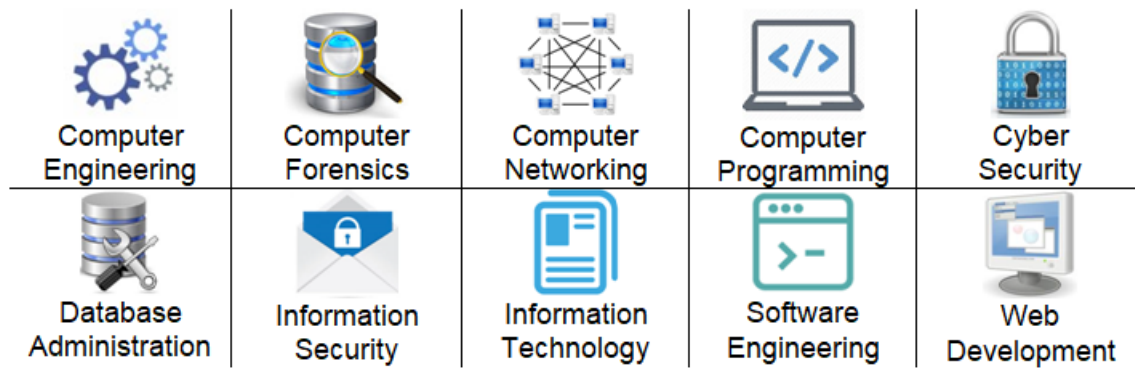 </>
Computer
Engineering
Computer
Forensics
Computer
Networking
Computer
Programming
Cyber
Security
Database
Administration
Information
Security
Information
Technology
Software
Engineering
Web
Development